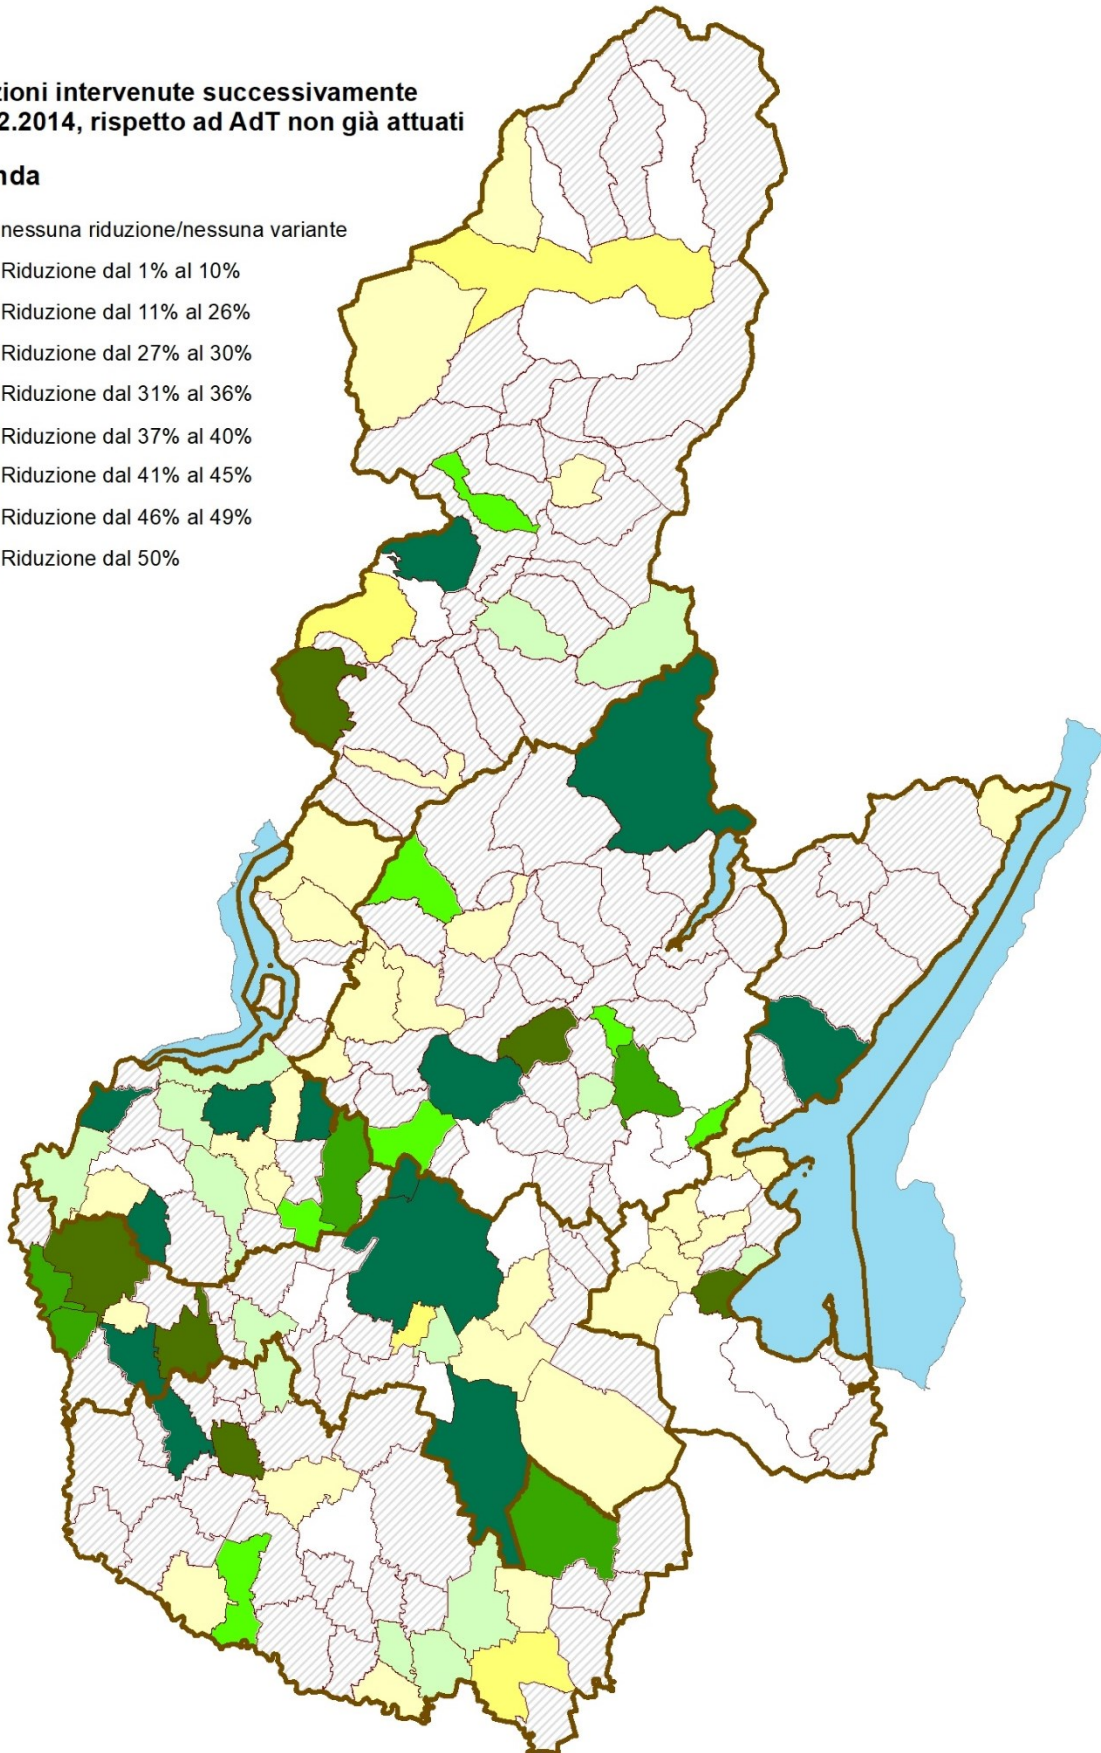 zioni intervenute successivamente
2.2014, rispetto ad AdT non già attuati
nda
nessuna riduzione/nessuna variante
Riduzione dal 1% al 10%
Riduzione dal 11% al 26%
Riduzione dal 27% al 30%
Riduzione dal 31% al 36%
Riduzione dal 37% al 40%
Riduzione dal 41% al 45%
Riduzione dal 46% al 49%
Riduzione dal 50%